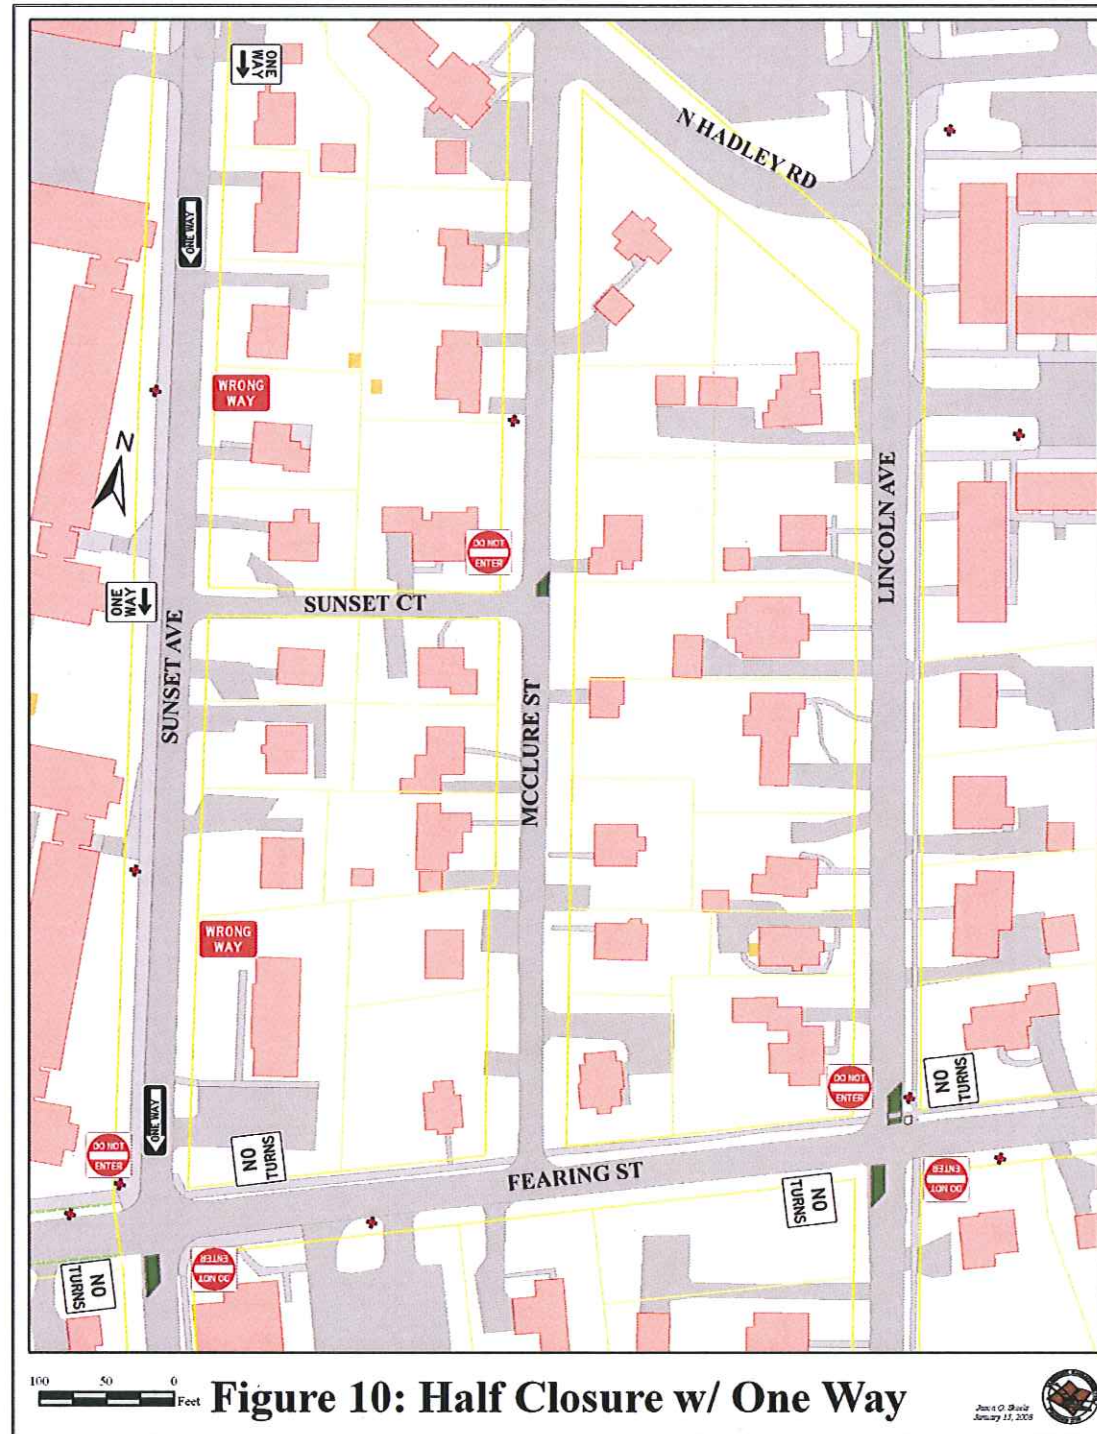 ONE
WAY
N HADLEY RD
ONE WAY
WRONG
WAY
N
DO NOT
ENTER
LINCOLN AVE
ONE
WAY
SUNSET CT
SUNSET AVE
MCCLURE ST
WRONG
WAY
DO NOT
ENTER
NO
TURNS
ONE WAY
DO NOT
ENTER
NO
TURNS
FEARING ST
DO NOT
ENTER
NO
TURNS
DO NOT
ENTER
NO
TURNS
100 50 0
Feet
Figure 10: Half Closure w/ One Way
January 15, 2008